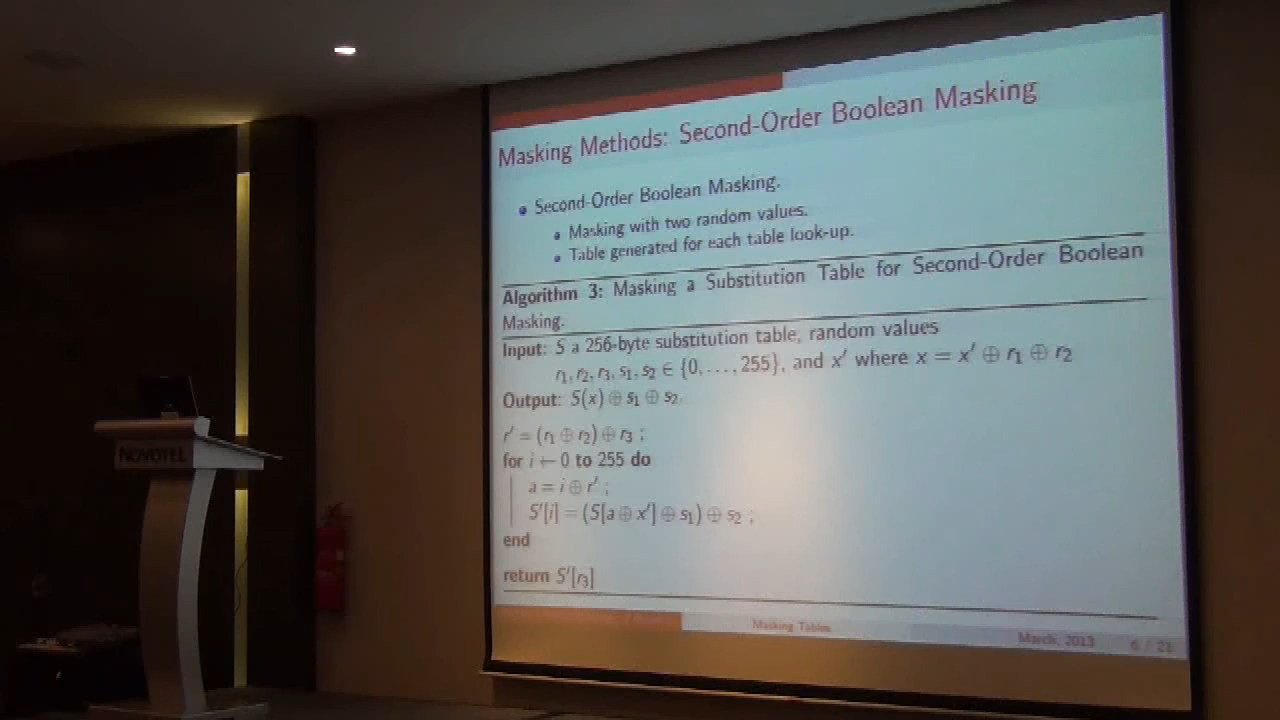 Masking Methods: Second-Order Boolean Masking
Second-Order Boolean Masking.
Masking with two random values.
Table generated for each table look-up.
Algorithm 3: Masking a Substitution Table for Second-Order Boolean
Masking.
Input: S a 256-byte substitution table, random values
r₁, r₂, r₃, s₁, s₂ ∈ {0, . . . , 255}, and x′ where x = x′ ⊕ r₁ ⊕ r₂
Output: S(x) ⊕ s₁ ⊕ s₂.
r′ = (r₁ ⊕ r₂) ⊕ r₃ ;
for i ← 0 to 255 do
a = i ⊕ r′ ;
S′[i] = (S[a ⊕ x′] ⊕ s₁) ⊕ s₂ ;
end
return S′[r₃]
Masking Tables
March, 2013
6 / 21
NOVOTEL